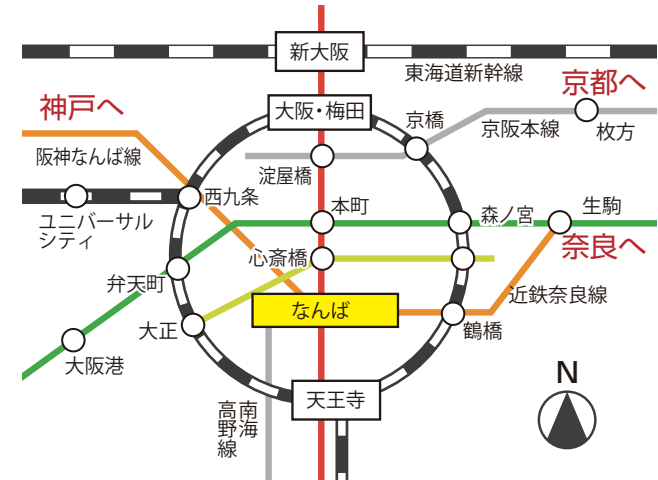 新大阪
東海道新幹線
京都へ
神戸へ
大阪・梅田
京橋
京阪本線
枚方
阪神なんば線
淀屋橋
西九条
ユニバーサル
シティ
本町
森ノ宮
生駒
奈良へ
心斎橋
弁天町
近鉄奈良線
なんば
大正
鶴橋
大阪港
N
天王寺
南海
高野線